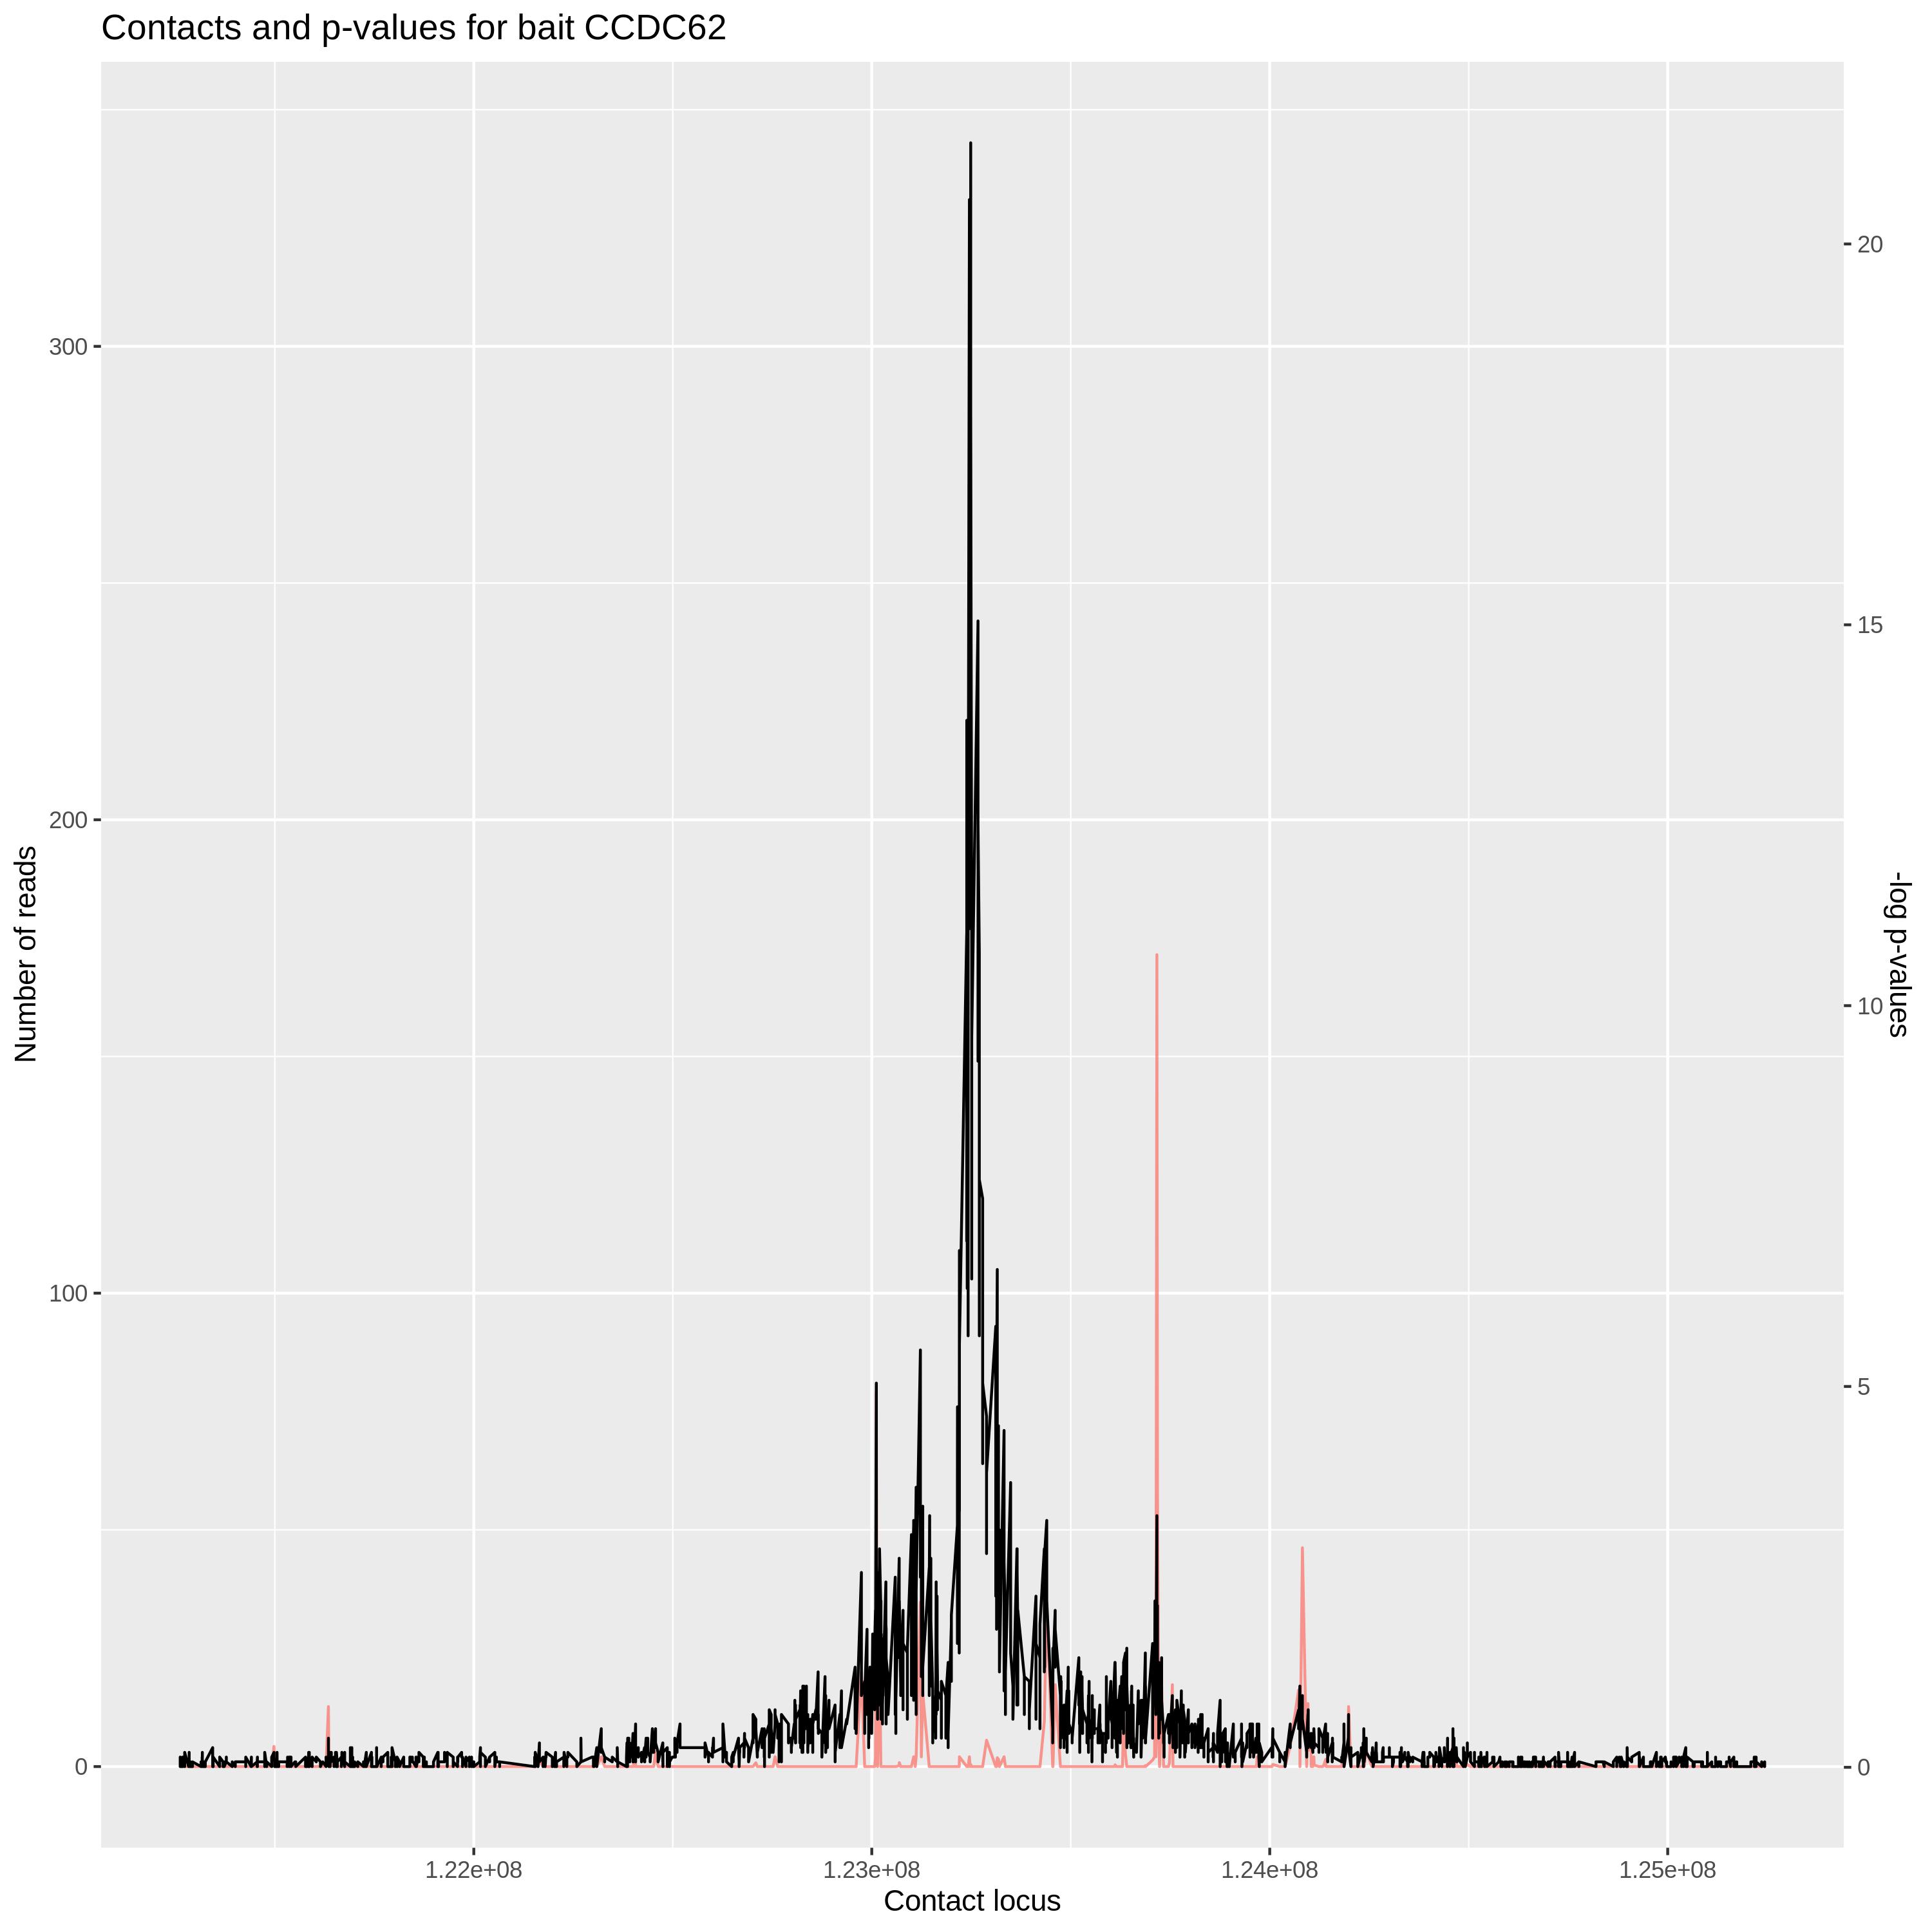 Contacts and p-values for bait CCDC62
Number of reads
300
200
100
0
20
15
10
5
0
-log p-values
1.22e+08
1.23e+08
1.24e+08
1.25e+08
Contact locus